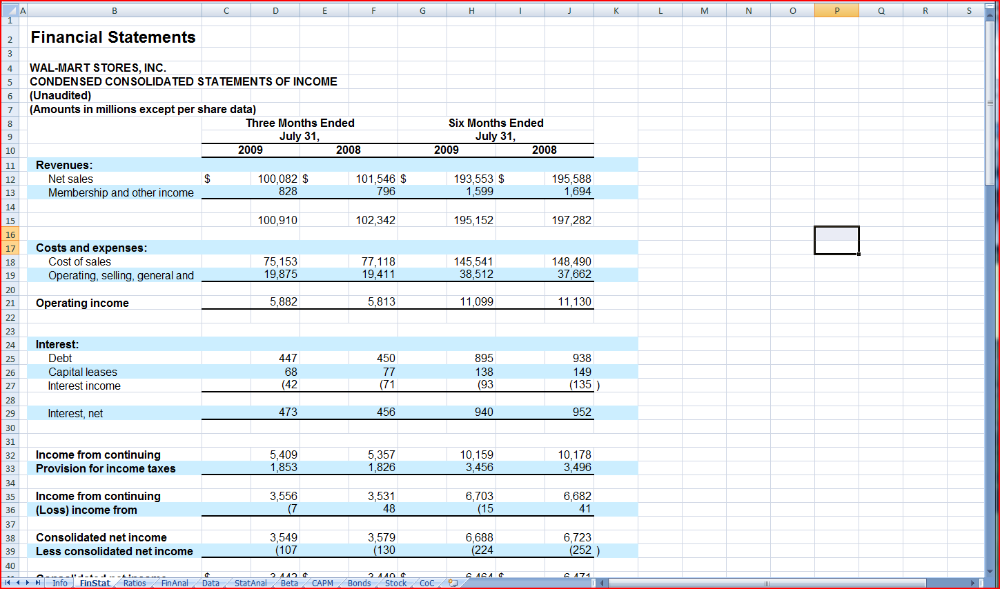 A B C D E F G H I J K L M N O P Q R S
1
2 Financial Statements
3
4 WAL-MART STORES, INC.
5 CONDENSED CONSOLIDATED STATEMENTS OF INCOME
6 (Unaudited)
7 (Amounts in millions except per share data)
8 Three Months Ended Six Months Ended
9 July 31, July 31,
10 2009 2008 2009 2008
11 Revenues:
12 Net sales $ 100,082 $ 101,546 $ 193,553 $ 195,588
13 Membership and other income 828 796 1,599 1,694
14
15 100,910 102,342 195,152 197,282
16
17 Costs and expenses:
18 Cost of sales 75,153 77,118 145,541 148,490
19 Operating, selling, general and 19,875 19,411 38,512 37,662
20
21 Operating income 5,882 5,813 11,099 11,130
22
23
24 Interest:
25 Debt 447 450 895 938
26 Capital leases 68 77 138 149
27 Interest income (42 (71 (93 (135 )
28
29 Interest, net 473 456 940 952
30
31
32 Income from continuing 5,409 5,357 10,159 10,178
33 Provision for income taxes 1,853 1,826 3,456 3,496
34
35 Income from continuing 3,556 3,531 6,703 6,682
36 (Loss) income from (7 48 (15 41
37
38 Consolidated net income 3,549 3,579 6,688 6,723
39 Less consolidated net income (107 (130 (224 (252 )
40
Consolidated net income $ 3,442 $ 3,449 $ 6,464 $ 6,471
Info FinStat Ratios FinAnal Data StatAnal Beta CAPM Bonds Stock CoC